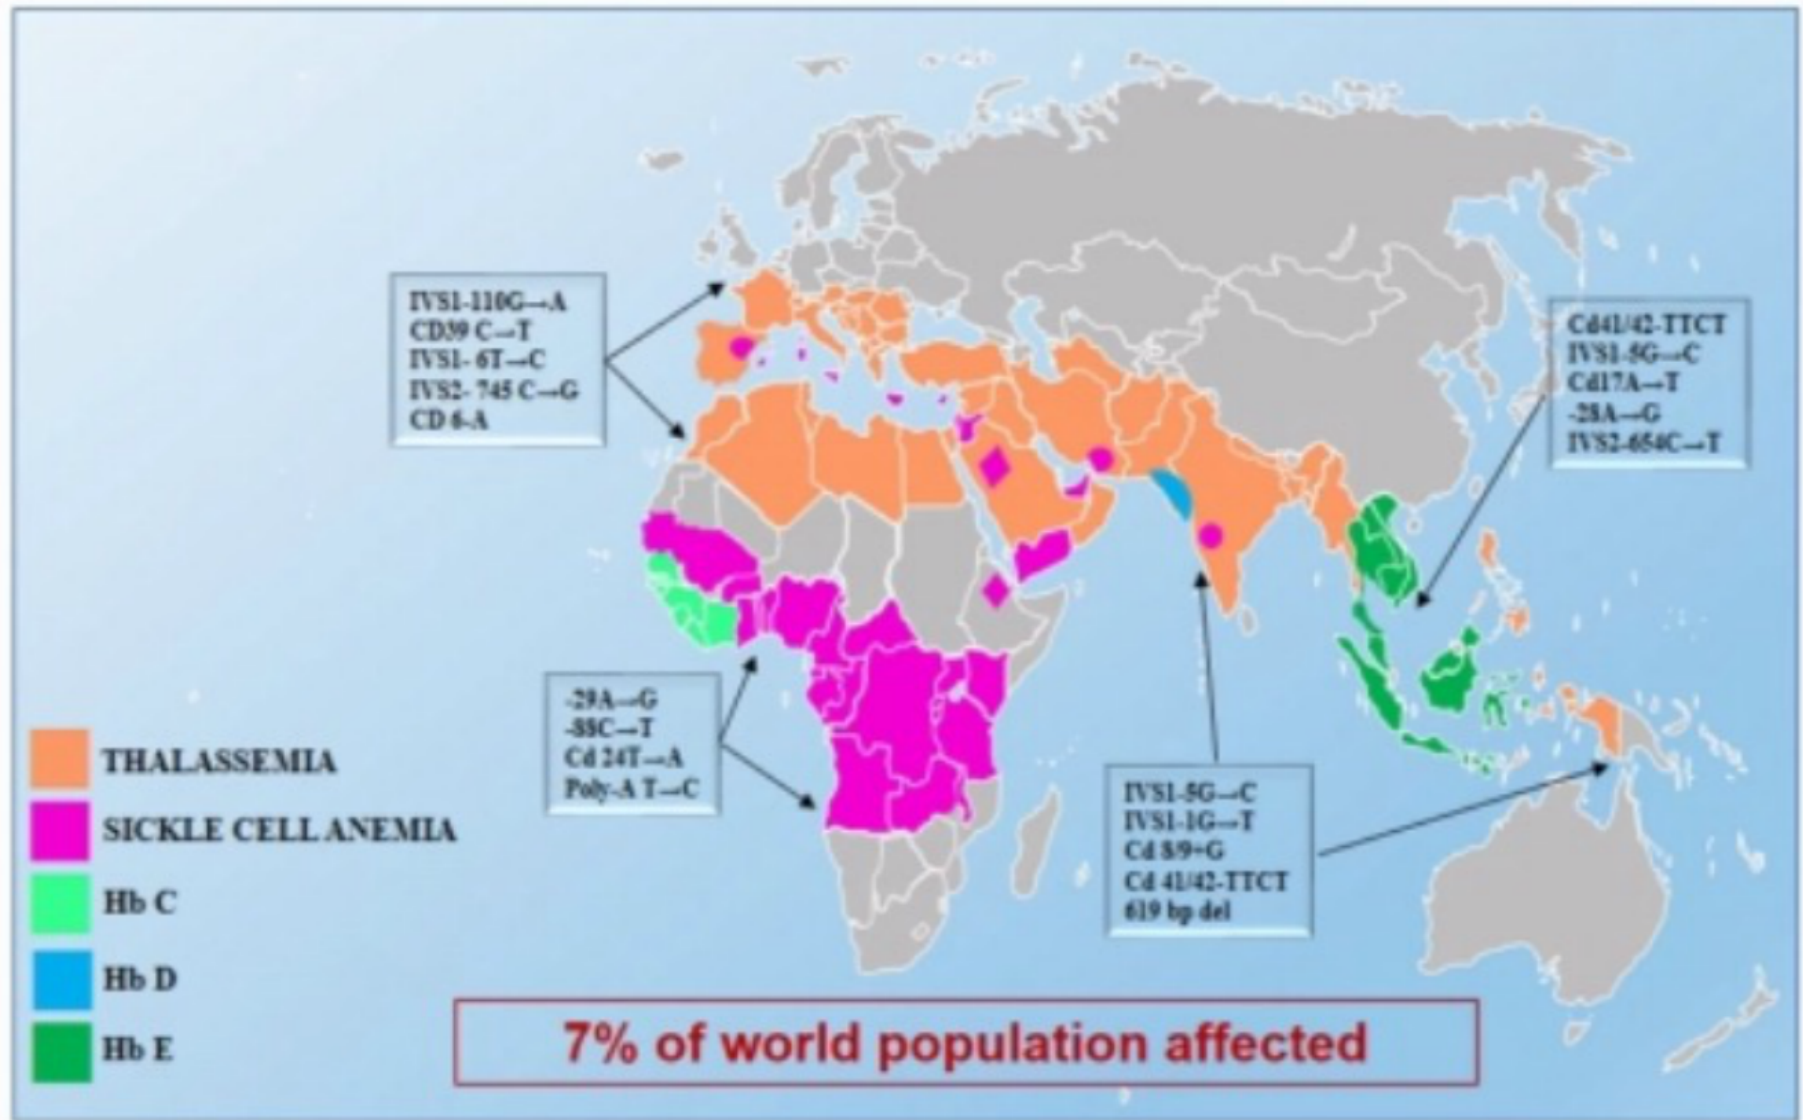 IVS1-110G→A
CD39 C→T
IVS1- 6T→C
IVS2- 745 C→G
CD 6-A
Cd41/42-TTCT
IVS1-5G→C
Cd17A→T
-28A→G
IVS2-654C→T
-29A→G
-88C→T
Cd 24T→A
Poly-A T→C
IVS1-5G→C
IVS1-1G→T
Cd 8/9+G
Cd 41/42-TTCT
619 bp del
THALASSEMIA
SICKLE CELL ANEMIA
Hb C
Hb D
Hb E
7% of world population affected